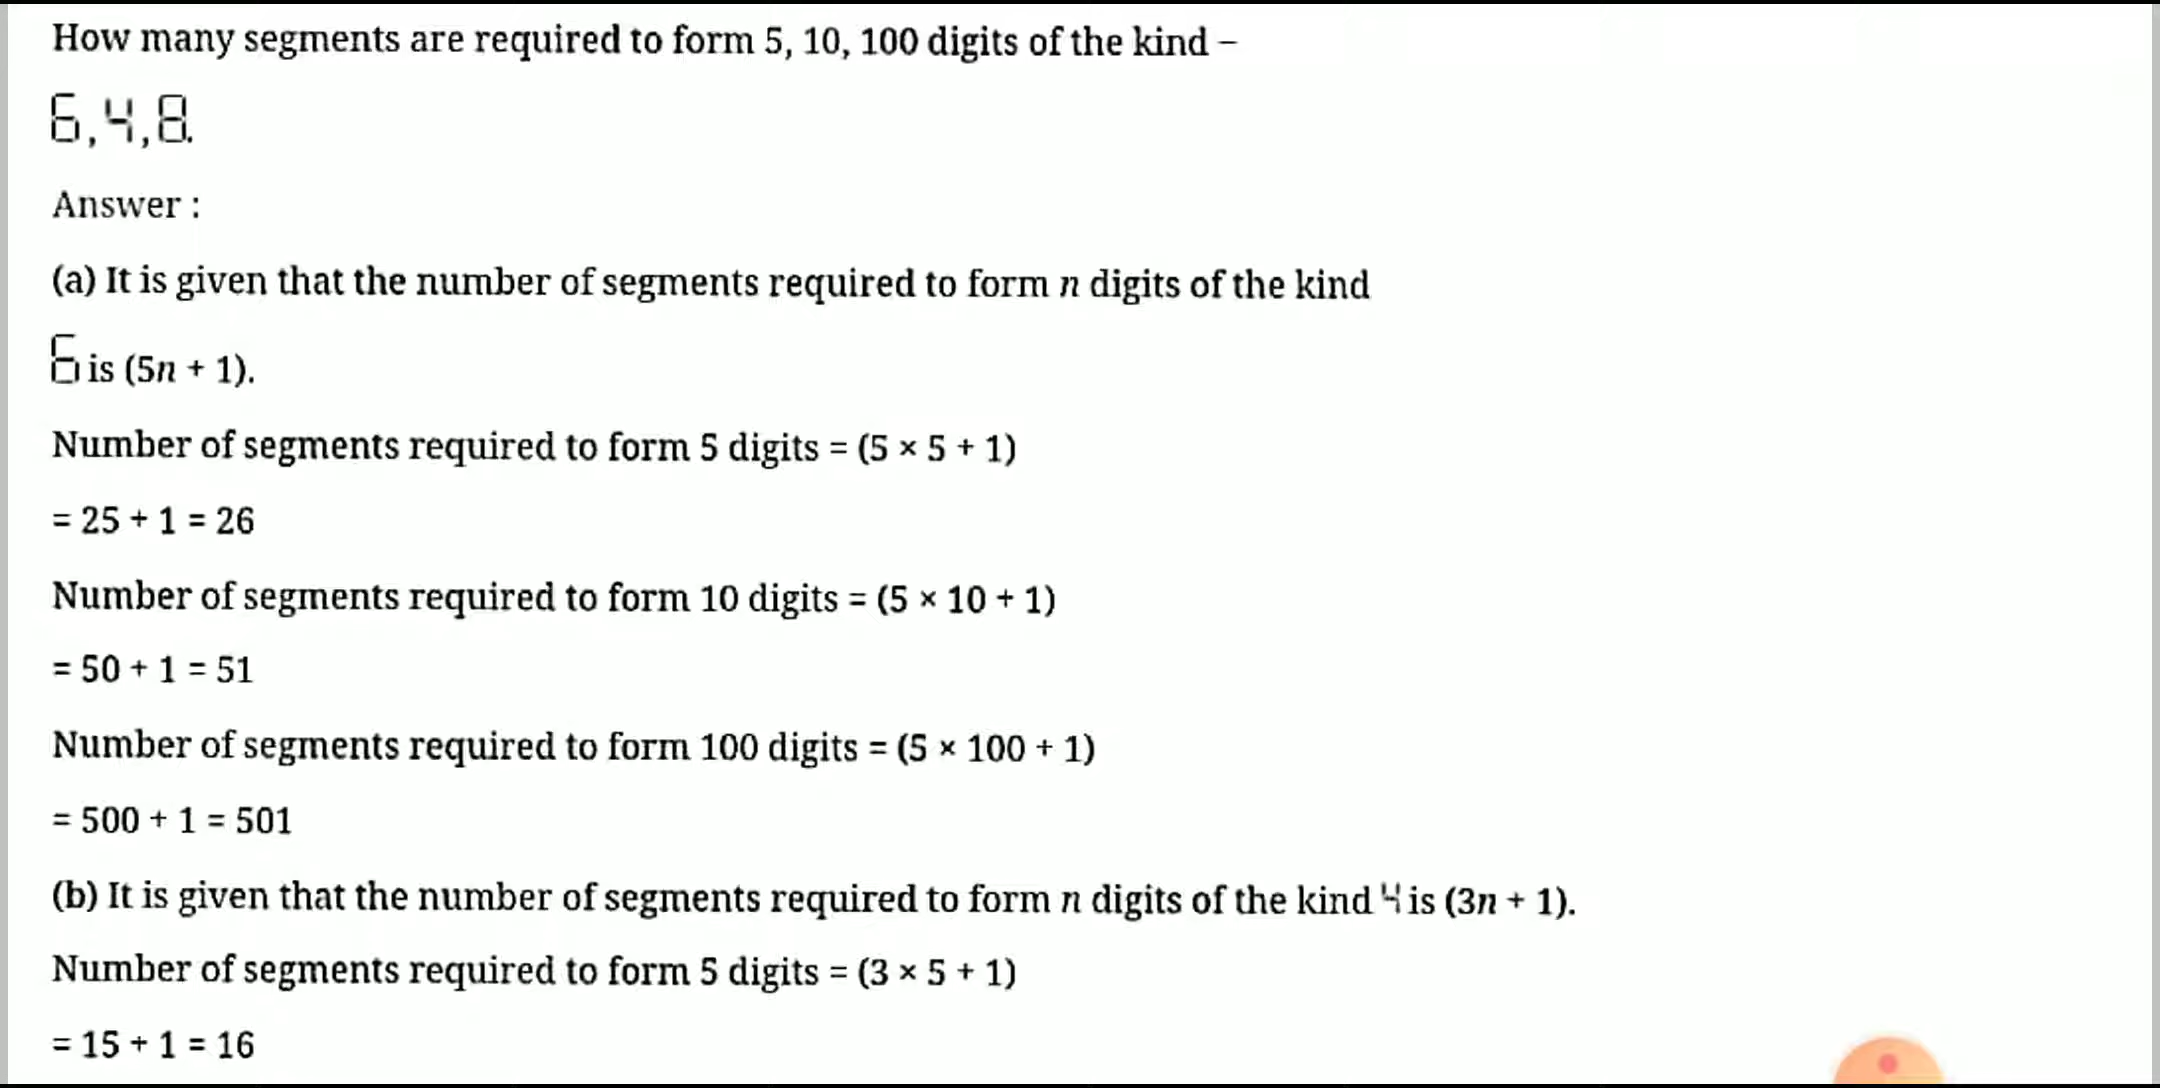 How many segments are required to form 5, 10, 100 digits of the kind –
6, 4, 8.
Answer :
(a) It is given that the number of segments required to form n digits of the kind
6 is (5n + 1).
Number of segments required to form 5 digits = (5 × 5 + 1)
= 25 + 1 = 26
Number of segments required to form 10 digits = (5 × 10 + 1)
= 50 + 1 = 51
Number of segments required to form 100 digits = (5 × 100 + 1)
= 500 + 1 = 501
(b) It is given that the number of segments required to form n digits of the kind 4 is (3n + 1).
Number of segments required to form 5 digits = (3 × 5 + 1)
= 15 + 1 = 16